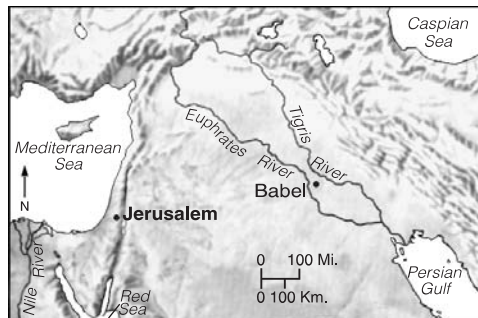 Caspian
Sea
Mediterranean
Sea
Euphrates
River
Tigris
River
Babel
N
Jerusalem
Nile River
Red
Sea
0 100 Mi.
0 100 Km.
Persian
Gulf